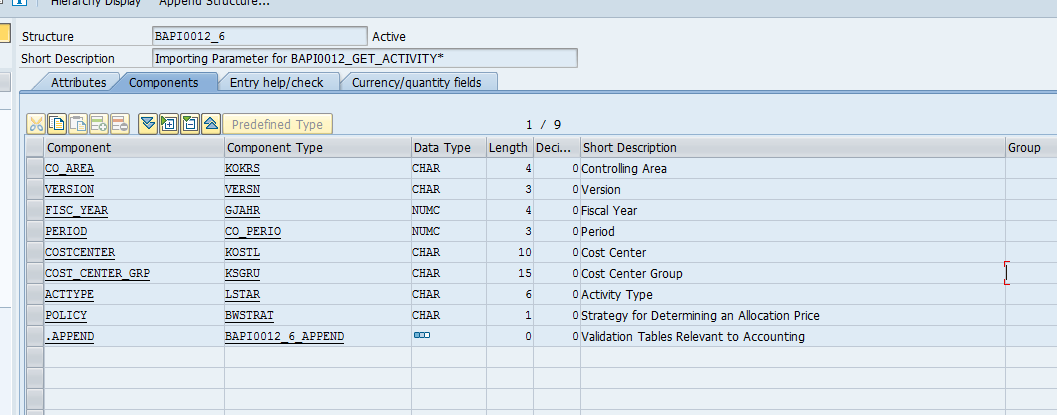 Hierarchy Display Append Structure...
Structure BAPI0012_6 Active
Short Description Importing Parameter for BAPI0012_GET_ACTIVITY*
Attributes Components Entry help/check Currency/quantity fields
Predefined Type 1 / 9
Component Component Type Data Type Length Deci... Short Description Group
CO_AREA KOKRS CHAR 4 0 Controlling Area
VERSION VERSN CHAR 3 0 Version
FISC_YEAR GJAHR NUMC 4 0 Fiscal Year
PERIOD CO_PERIO NUMC 3 0 Period
COSTCENTER KOSTL CHAR 10 0 Cost Center
COST_CENTER_GRP KSGRU CHAR 15 0 Cost Center Group
ACTTYPE LSTAR CHAR 6 0 Activity Type
POLICY BWSTRAT CHAR 1 0 Strategy for Determining an Allocation Price
.APPEND BAPI0012_6_APPEND 0 0 Validation Tables Relevant to Accounting